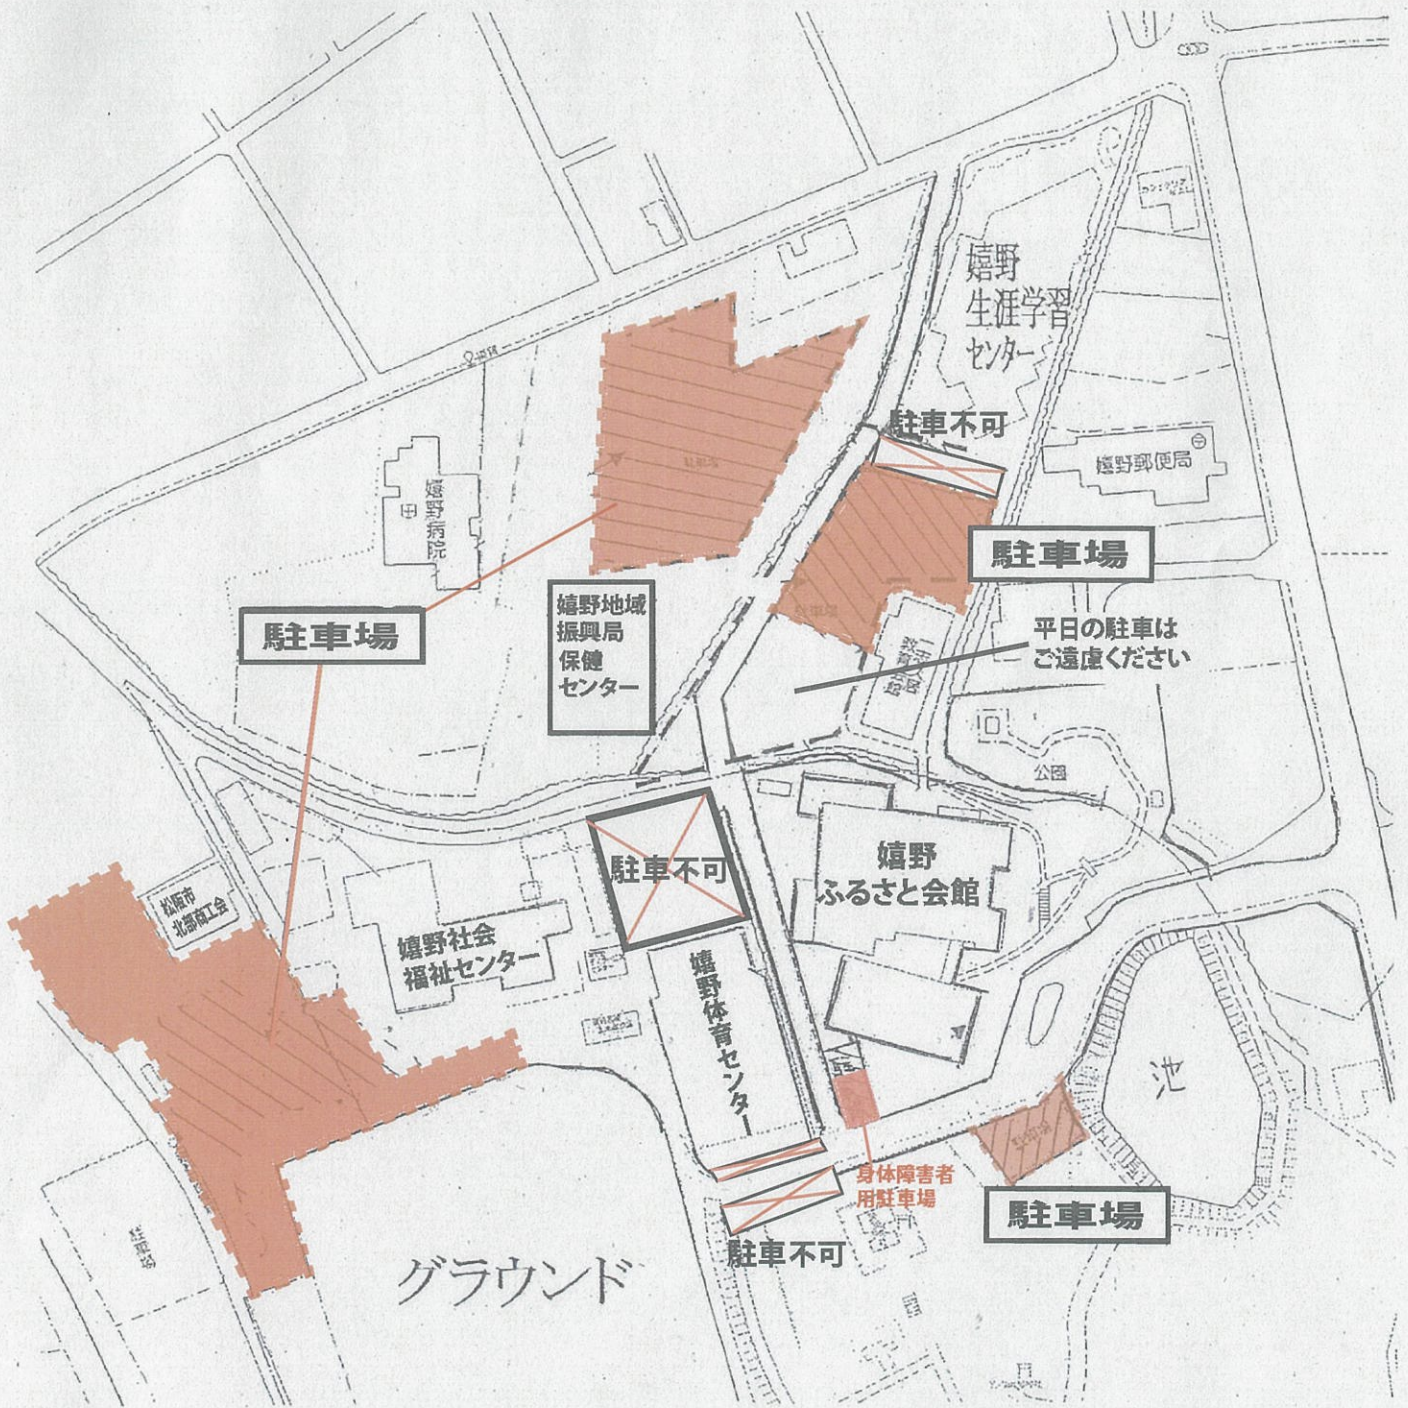 嬉野
生涯学習
センター
駐車不可
嬉野郵便局
嬉野病院
駐車場
駐車場
嬉野地域
振興局
保健
センター
平日の駐車は
ご遠慮ください
公園
駐車不可
嬉野
ふるさと会館
松阪市
北部商工会
嬉野社会
福祉センター
嬉野体育センター
池
身体障害者
用駐車場
駐車場
駐車不可
グラウンド